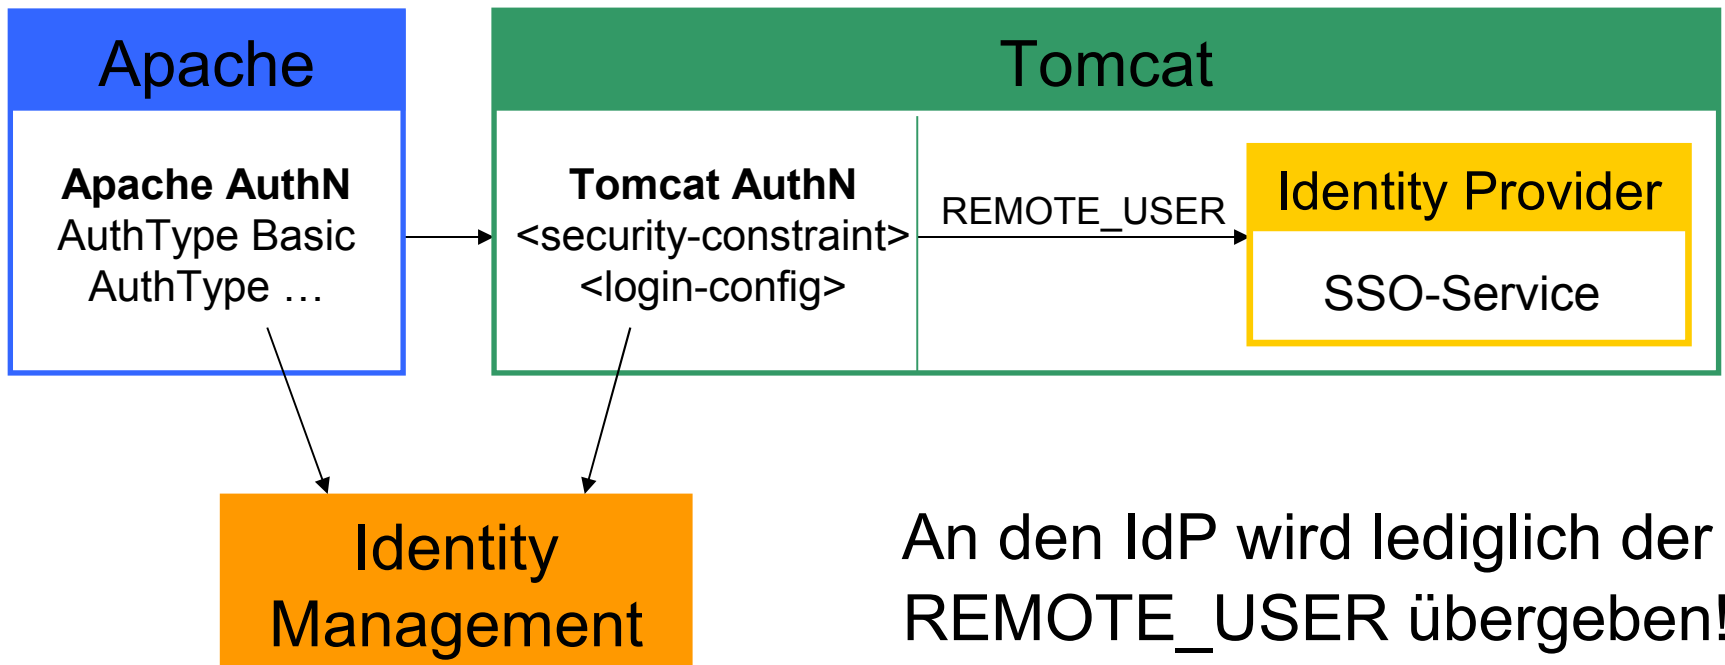 Apache
Tomcat
Apache AuthN
AuthType Basic
AuthType …
Tomcat AuthN
<security-constraint>
<login-config>
REMOTE_USER
Identity Provider
SSO-Service
Identity
Management
An den IdP wird lediglich der
REMOTE_USER übergeben!